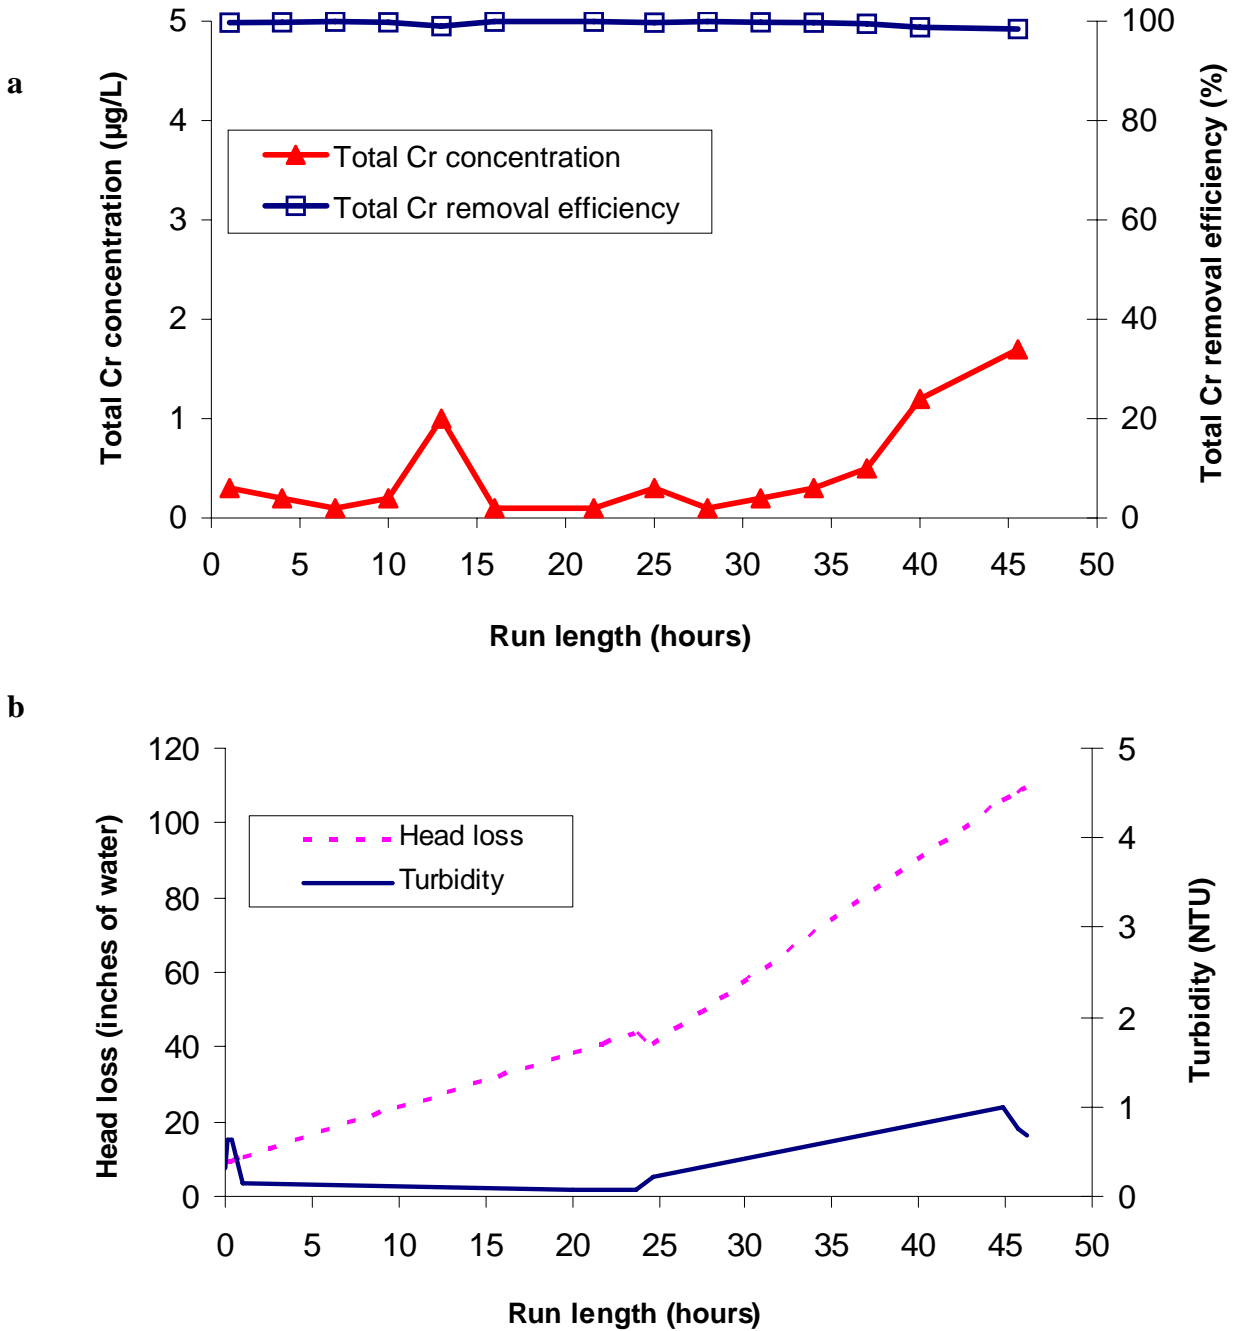 a
Total Cr concentration (µg/L)
5
4
3
2
1
0
Total Cr concentration
Total Cr removal efficiency
100
80
60
40
20
0
Total Cr removal efficiency (%)
0 5 10 15 20 25 30 35 40 45 50
Run length (hours)
b
Head loss (inches of water)
120
100
80
60
40
20
0
Head loss
Turbidity
5
4
3
2
1
0
Turbidity (NTU)
0 5 10 15 20 25 30 35 40 45 50
Run length (hours)